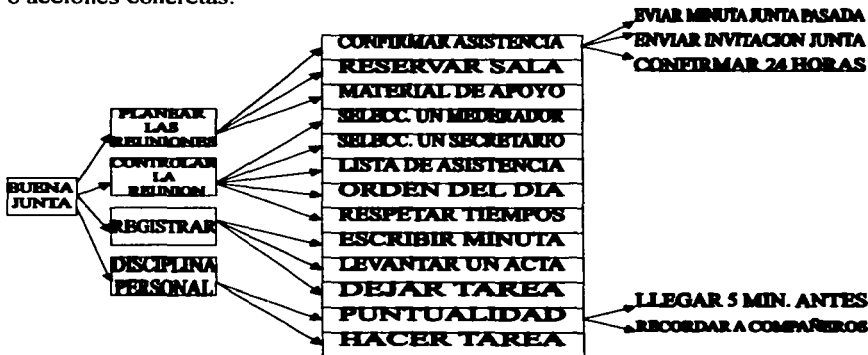 o acciones concretas.
EVIAR MINUTA JUNTA PASADA
ENVIAR INVITACION JUNTA
CONFIRMAR 24 HORAS
CONFIRMAR ASISTENCIA
RESERVAR SALA
MATERIAL DE APOYO
SELECC. UN MEDERADOR
SELECC. UN SECRETARIO
LISTA DE ASISTENCIA
ORDEN DEL DIA
RESPETAR TIEMPOS
ESCRIBIR MINUTA
LEVANTAR UN ACTA
DEJAR TAREA
PUNTUALIDAD
HACER TAREA
PLANEAR
LAS
REUNIONES
CONTROLAR
LA
REUNION
REGISTRAR
DISCIPLINA
PERSONAL
BUENA
JUNTA
LLEGAR 5 MIN. ANTES
RECORDAR A COMPAÑEROS